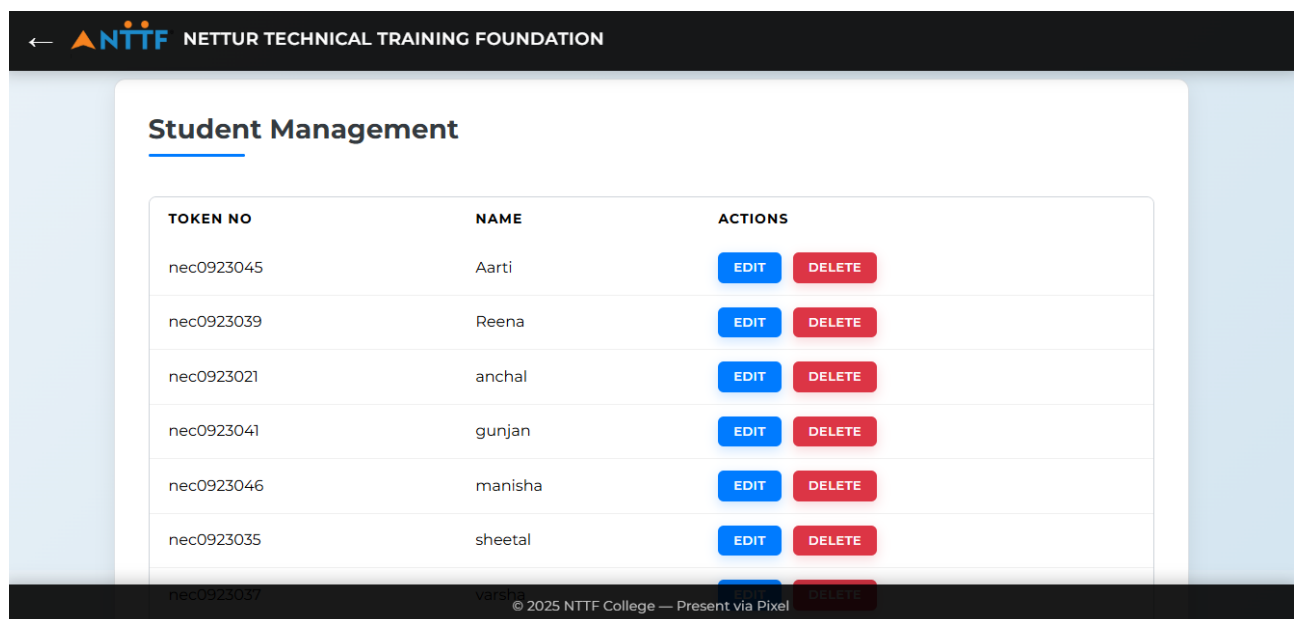 ← NTTF NETTUR TECHNICAL TRAINING FOUNDATION
Student Management
TOKEN NO NAME ACTIONS
nec0923045 Aarti EDIT DELETE
nec0923039 Reena EDIT DELETE
nec0923021 anchal EDIT DELETE
nec0923041 gunjan EDIT DELETE
nec0923046 manisha EDIT DELETE
nec0923035 sheetal EDIT DELETE
nec0923037 varsha EDIT DELETE
© 2025 NTTF College — Present via Pixel